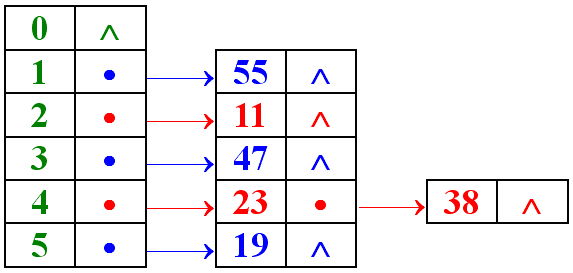 0 ^
1 • → 55 ^
2 • → 11 ^
3 • → 47 ^
4 • → 23 • → 38 ^
5 • → 19 ^